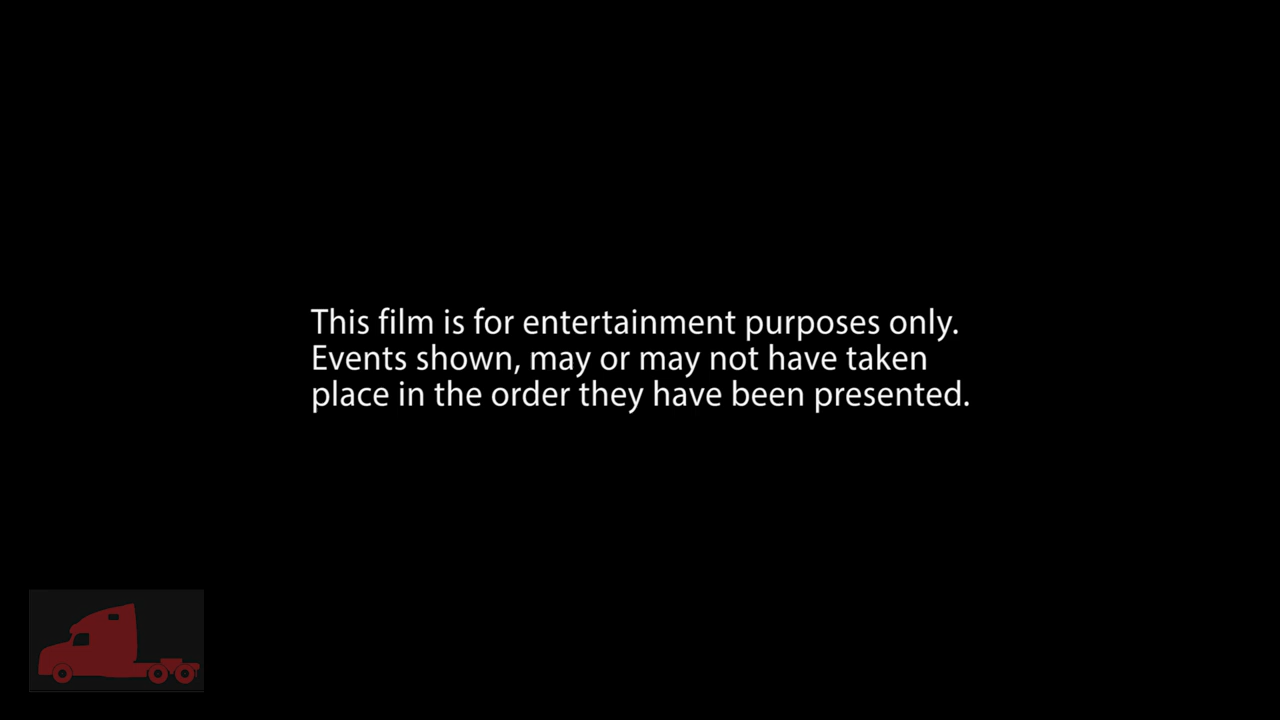 This film is for entertainment purposes only.
Events shown, may or may not have taken
place in the order they have been presented.